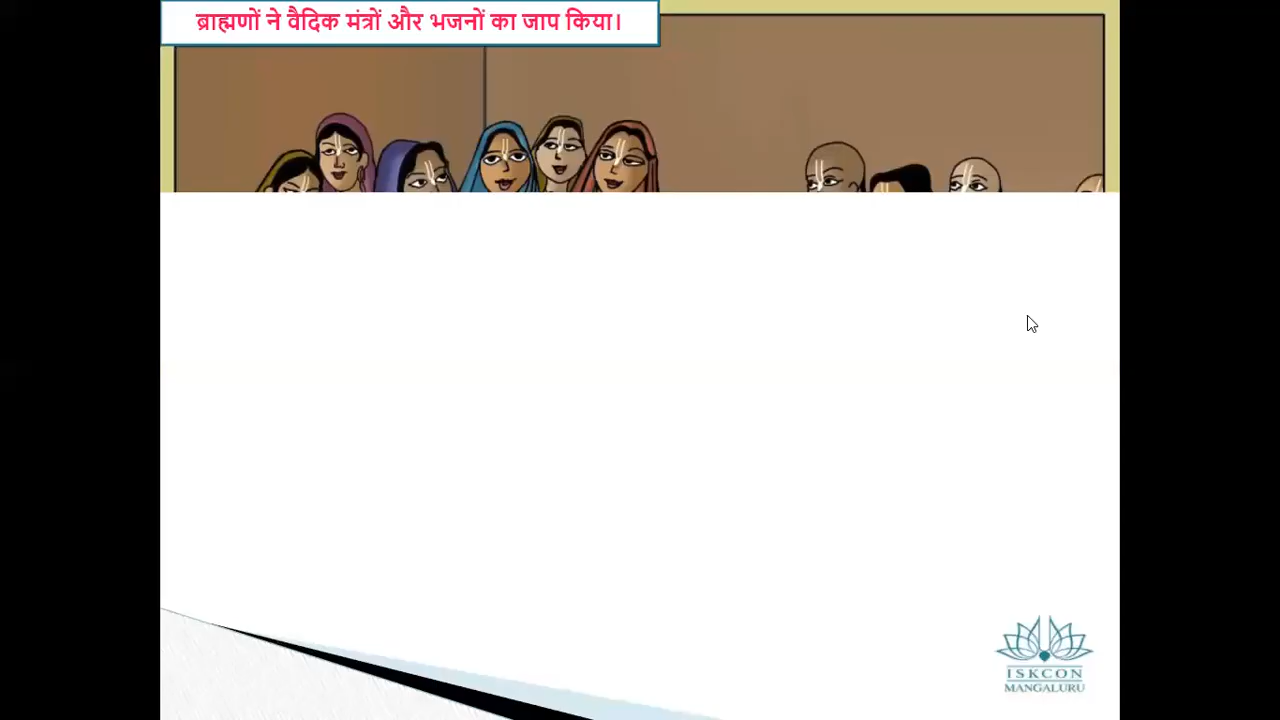 ब्राह्मणों ने वैदिक मंत्रों और भजनों का जाप किया।
ISKCON
MANGALURU